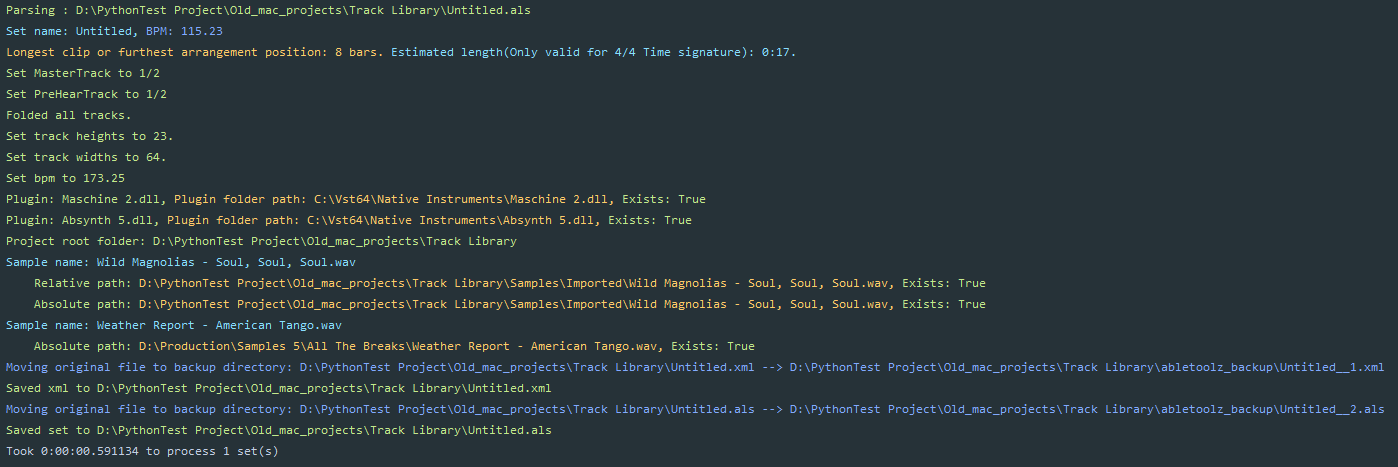 Parsing : D:\PythonTest Project\Old_mac_projects\Track Library\Untitled.als
Set name: Untitled, BPM: 115.23
Longest clip or furthest arrangement position: 8 bars. Estimated length(Only valid for 4/4 Time signature): 0:17.
Set MasterTrack to 1/2
Set PreHearTrack to 1/2
Folded all tracks.
Set track heights to 23.
Set track widths to 64.
Set bpm to 173.25
Plugin: Maschine 2.dll, Plugin folder path: C:\Vst64\Native Instruments\Maschine 2.dll, Exists: True
Plugin: Absynth 5.dll, Plugin folder path: C:\Vst64\Native Instruments\Absynth 5.dll, Exists: True
Project root folder: D:\PythonTest Project\Old_mac_projects\Track Library
Sample name: Wild Magnolias - Soul, Soul, Soul.wav
    Relative path: D:\PythonTest Project\Old_mac_projects\Track Library\Samples\Imported\Wild Magnolias - Soul, Soul, Soul.wav, Exists: True
    Absolute path: D:\PythonTest Project\Old_mac_projects\Track Library\Samples\Imported\Wild Magnolias - Soul, Soul, Soul.wav, Exists: True
Sample name: Weather Report - American Tango.wav
    Absolute path: D:\Production\Samples 5\All The Breaks\Weather Report - American Tango.wav, Exists: True
Moving original file to backup directory: D:\PythonTest Project\Old_mac_projects\Track Library\Untitled.xml --> D:\PythonTest Project\Old_mac_projects\Track Library\abletoolz_backup\Untitled__1.xml
Saved xml to D:\PythonTest Project\Old_mac_projects\Track Library\Untitled.xml
Moving original file to backup directory: D:\PythonTest Project\Old_mac_projects\Track Library\Untitled.als --> D:\PythonTest Project\Old_mac_projects\Track Library\abletoolz_backup\Untitled__2.als
Saved set to D:\PythonTest Project\Old_mac_projects\Track Library\Untitled.als
Took 0:00:00.591134 to process 1 set(s)